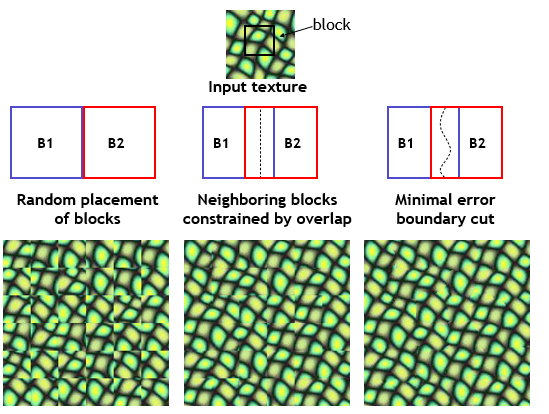 block
Input texture
B1
B2
B1
B2
B1
B2
Random placement
of blocks
Neighboring blocks
constrained by overlap
Minimal error
boundary cut